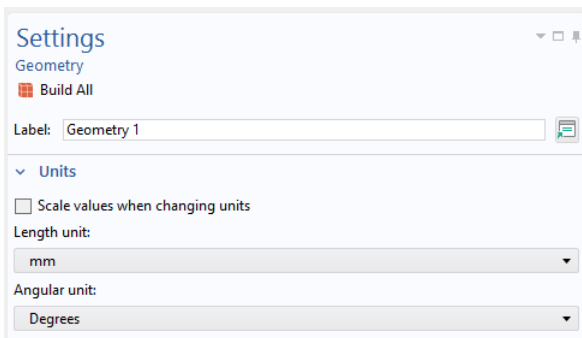 Settings
Geometry
Build All
Label: Geometry 1
Units
Scale values when changing units
Length unit:
mm
Angular unit:
Degrees